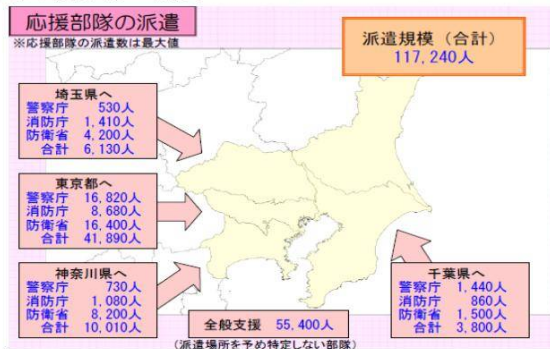 応援部隊の派遣
※応援部隊の派遣数は最大値
派遣規模(合計)
117,240人
埼玉県へ
警察庁 530人
消防庁 1,410人
防衛省 4,200人
合計 6,130人
東京都へ
警察庁 16,820人
消防庁 8,680人
防衛省 16,400人
合計 41,890人
神奈川県へ
警察庁 730人
消防庁 1,080人
防衛省 8,200人
合計 10,010人
全般支援 55,400人
(派遣場所を予め特定しない部隊)
千葉県へ
警察庁 1,440人
消防庁 860人
防衛省 1,500人
合計 3,800人